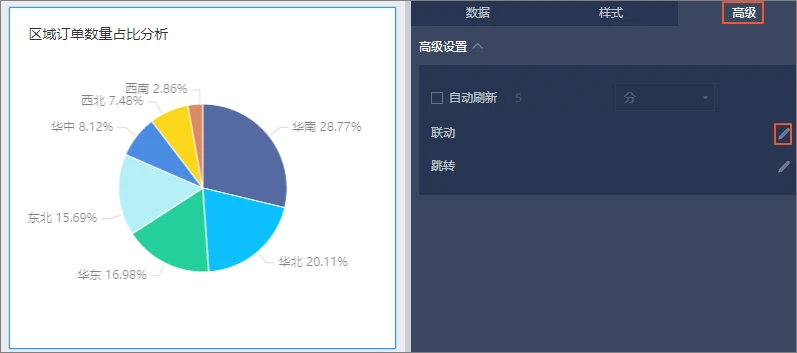 区域订单数量占比分析
西南 2.86%
西北 7.48%
华中 8.12%
华南 28.77%
东北 15.69%
华东 16.98%
华北 20.11%
数据
样式
高级
高级设置
自动刷新 5 分
联动
跳转